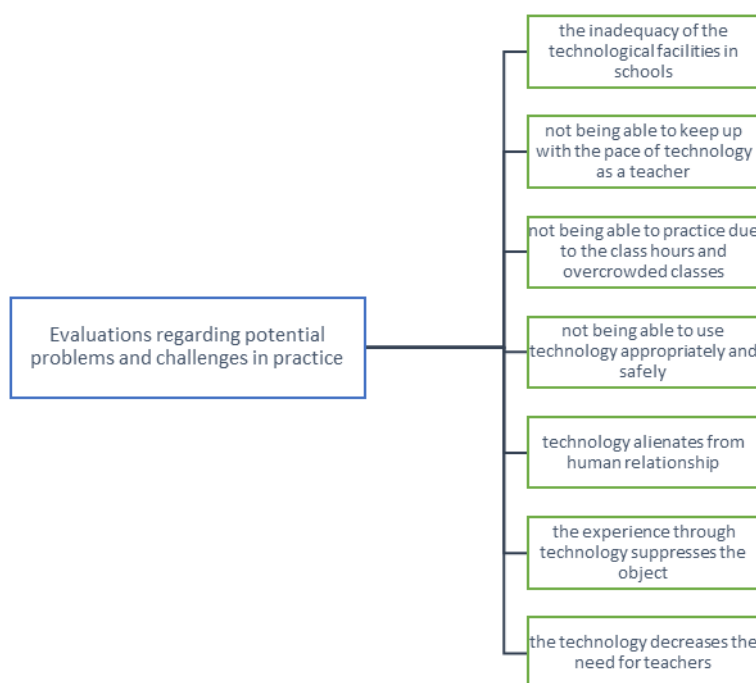 the inadequacy of the
technological facilities in
schools
not being able to keep up
with the pace of technology
as a teacher
not being able to practice due
to the class hours and
overcrowded classes
Evaluations regarding potential
problems and challenges in practice
not being able to use
technology appropriately and
safely
technology alienates from
human relationship
the experience through
technology suppresses the
object
the technology decreases the
need for teachers